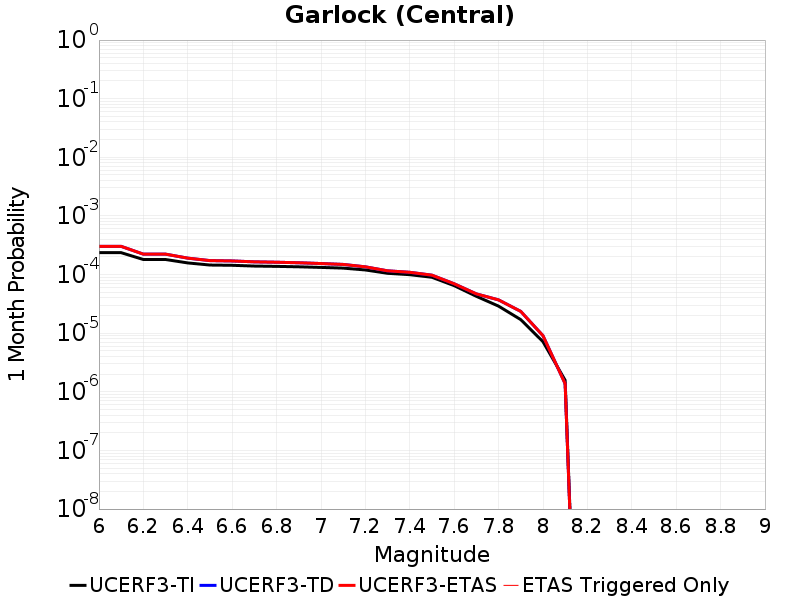 Garlock (Central)
10^0
10^-1
10^-2
10^-3
10^-4
10^-5
10^-6
10^-7
10^-8
1 Month Probability
6 6.2 6.4 6.6 6.8 7 7.2 7.4 7.6 7.8 8 8.2 8.4 8.6 8.8 9
Magnitude
UCERF3-TI UCERF3-TD UCERF3-ETAS ETAS Triggered Only